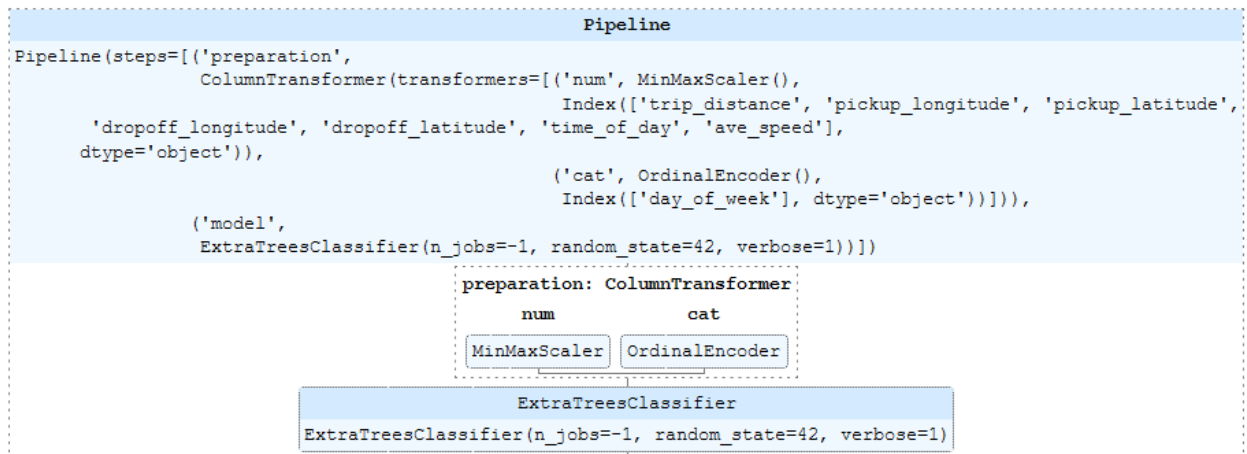 Pipeline
Pipeline(steps=[('preparation',
ColumnTransformer(transformers=[('num', MinMaxScaler(),
Index(['trip_distance', 'pickup_longitude', 'pickup_latitude',
'dropoff_longitude', 'dropoff_latitude', 'time_of_day', 'ave_speed'],
dtype='object')),
('cat', OrdinalEncoder(),
Index(['day_of_week'], dtype='object'))])),
('model',
ExtraTreesClassifier(n_jobs=-1, random_state=42, verbose=1))])
preparation: ColumnTransformer
num cat
MinMaxScaler OrdinalEncoder
ExtraTreesClassifier
ExtraTreesClassifier(n_jobs=-1, random_state=42, verbose=1)